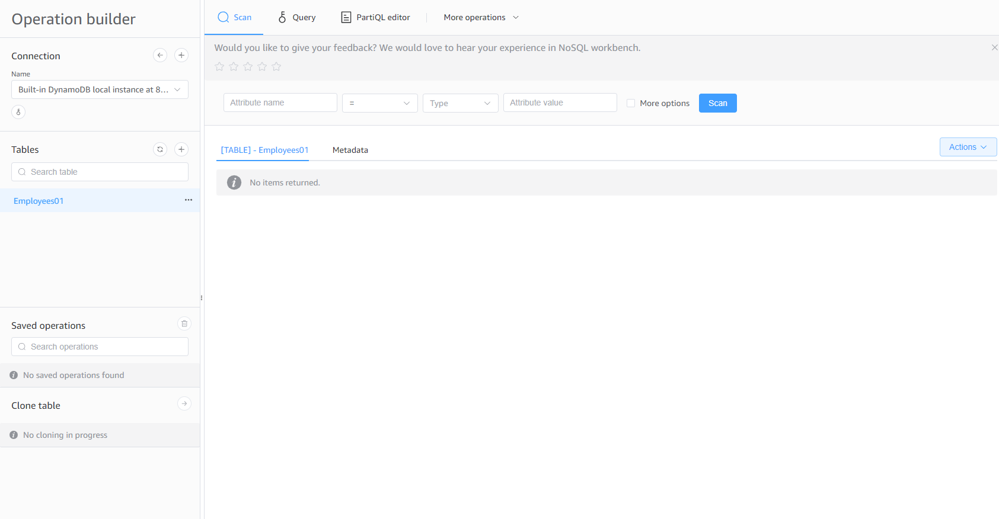 Operation builder
Connection
Name
Built-in DynamoDB local instance at 8...
Tables
Search table
Employees01
Saved operations
Search operations
No saved operations found
Clone table
No cloning in progress
Scan Query PartiQL editor More operations
Would you like to give your feedback? We would love to hear your experience in NoSQL workbench.
Attribute name = Type Attribute value More options Scan
[TABLE] - Employees01 Metadata Actions
No items returned.